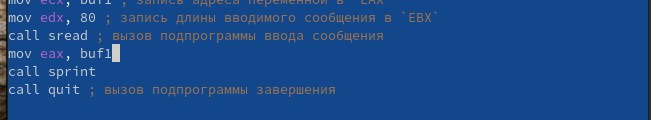 mov ecx, buf1 ; запись адреса переменной в `EAX`
mov edx, 80 ; запись длины вводимого сообщения в `EBX`
call sread ; вызов подпрограммы ввода сообщения
mov eax, buf1
call sprint
call quit ; вызов подпрограммы завершения